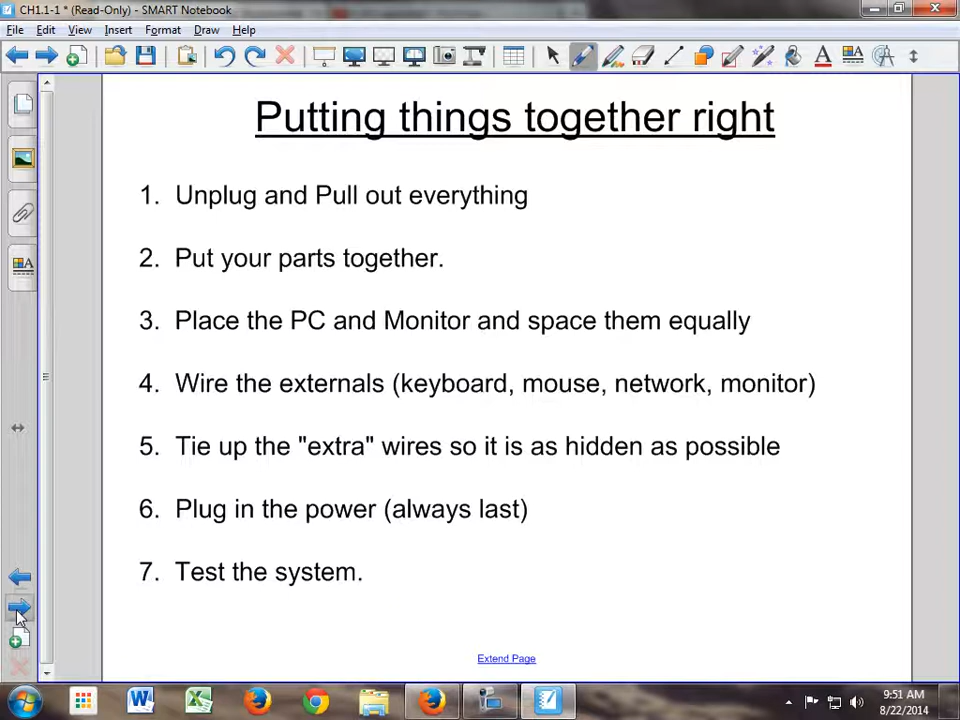 CH1.1-1 * (Read-Only) - SMART Notebook
File Edit View Insert Format Draw Help
Putting things together right
1. Unplug and Pull out everything
2. Put your parts together.
3. Place the PC and Monitor and space them equally
4. Wire the externals (keyboard, mouse, network, monitor)
5. Tie up the "extra" wires so it is as hidden as possible
6. Plug in the power (always last)
7. Test the system.
Extend Page
9:51 AM
8/22/2014